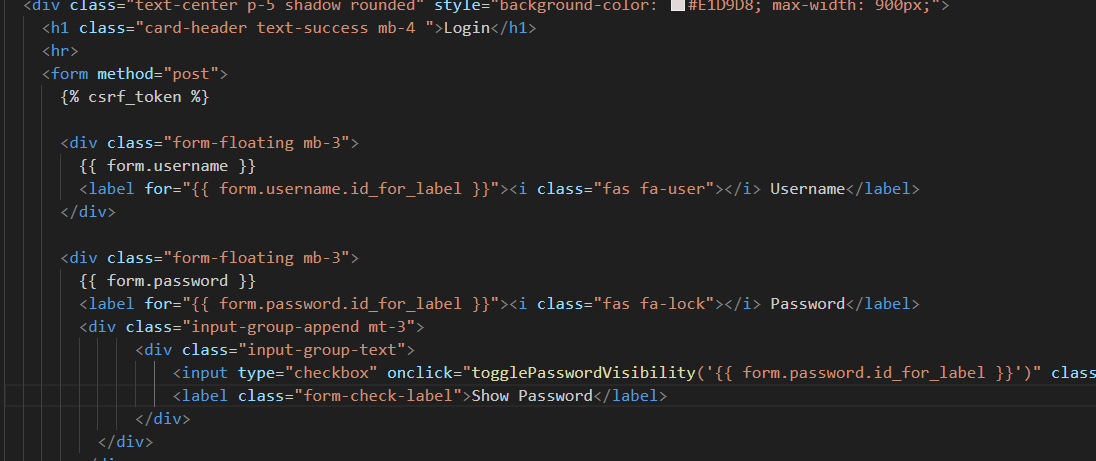 <div class="text-center p-5 shadow rounded" style="background-color: #E1D9D8; max-width: 900px;">
<h1 class="card-header text-success mb-4 ">Login</h1>
<hr>
<form method="post">
{% csrf_token %}
<div class="form-floating mb-3">
{{ form.username }}
<label for="{{ form.username.id_for_label }}"><i class="fas fa-user"></i> Username</label>
</div>
<div class="form-floating mb-3">
{{ form.password }}
<label for="{{ form.password.id_for_label }}"><i class="fas fa-lock"></i> Password</label>
<div class="input-group-append mt-3">
<div class="input-group-text">
<input type="checkbox" onclick="togglePasswordVisibility('{{ form.password.id_for_label }}')" class
<label class="form-check-label">Show Password</label>
</div>
</div>